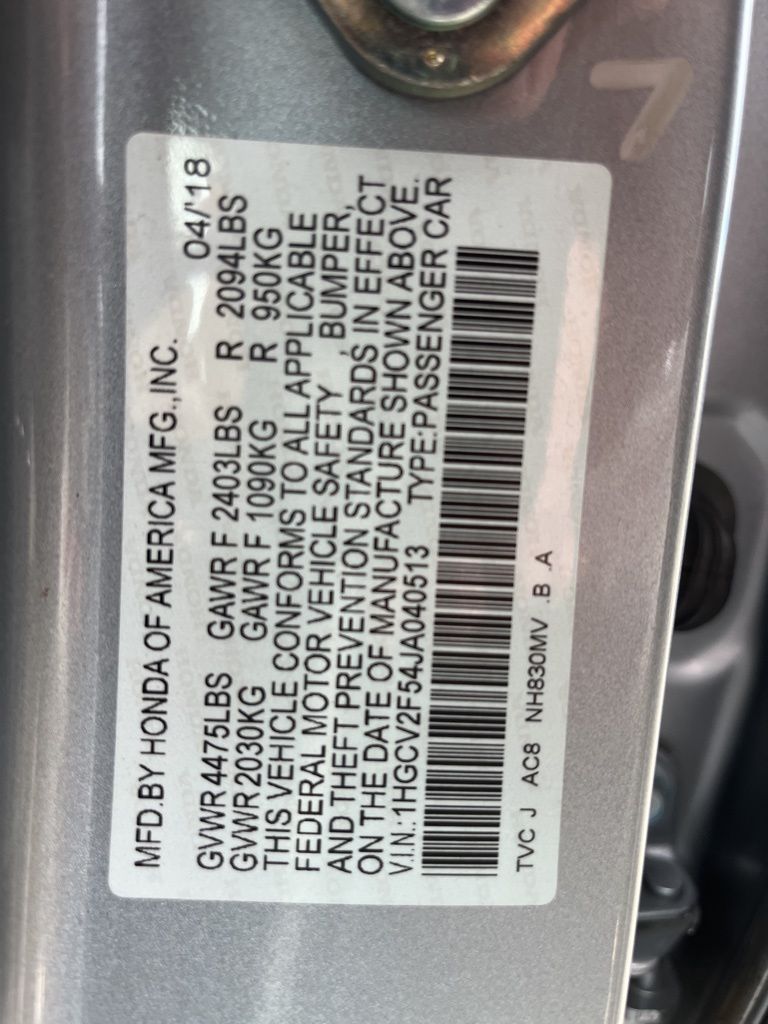 MFD.BY HONDA OF AMERICA MFG.,INC. 04/'18
GVWR 4475LBS GAWR F 2403LBS R 2094LBS
GVWR 2030KG GAWR F 1090KG R 950KG
THIS VEHICLE CONFORMS TO ALL APPLICABLE
FEDERAL MOTOR VEHICLE SAFETY , BUMPER,
AND THEFT PREVENTION STANDARDS IN EFFECT
ON THE DATE OF MANUFACTURE SHOWN ABOVE.
V.I.N.:1HGCV2F54JA040513 TYPE:PASSENGER CAR
TVC J AC8 NH830MV .B .A